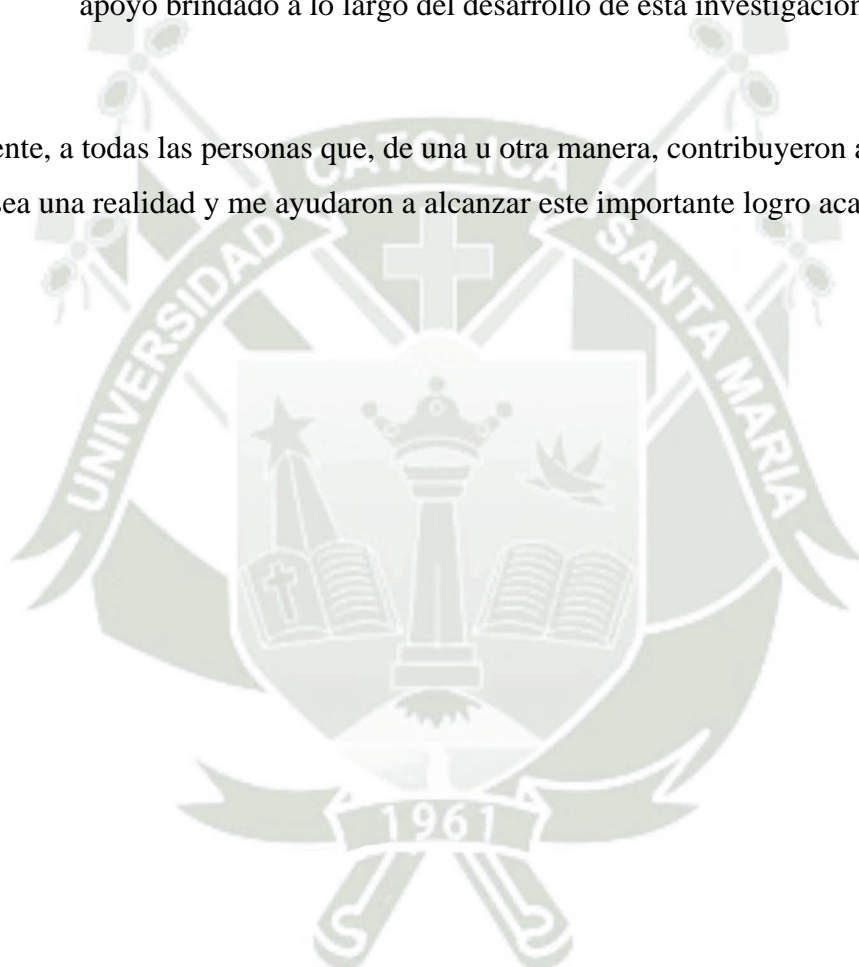 apoyo brindado a lo largo del desarrollo de esta investigación
ente, a todas las personas que, de una u otra manera, contribuyeron a
sea una realidad y me ayudaron a alcanzar este importante logro aca
UNIVERSIDAD CATOLICA SANTA MARIA
1961